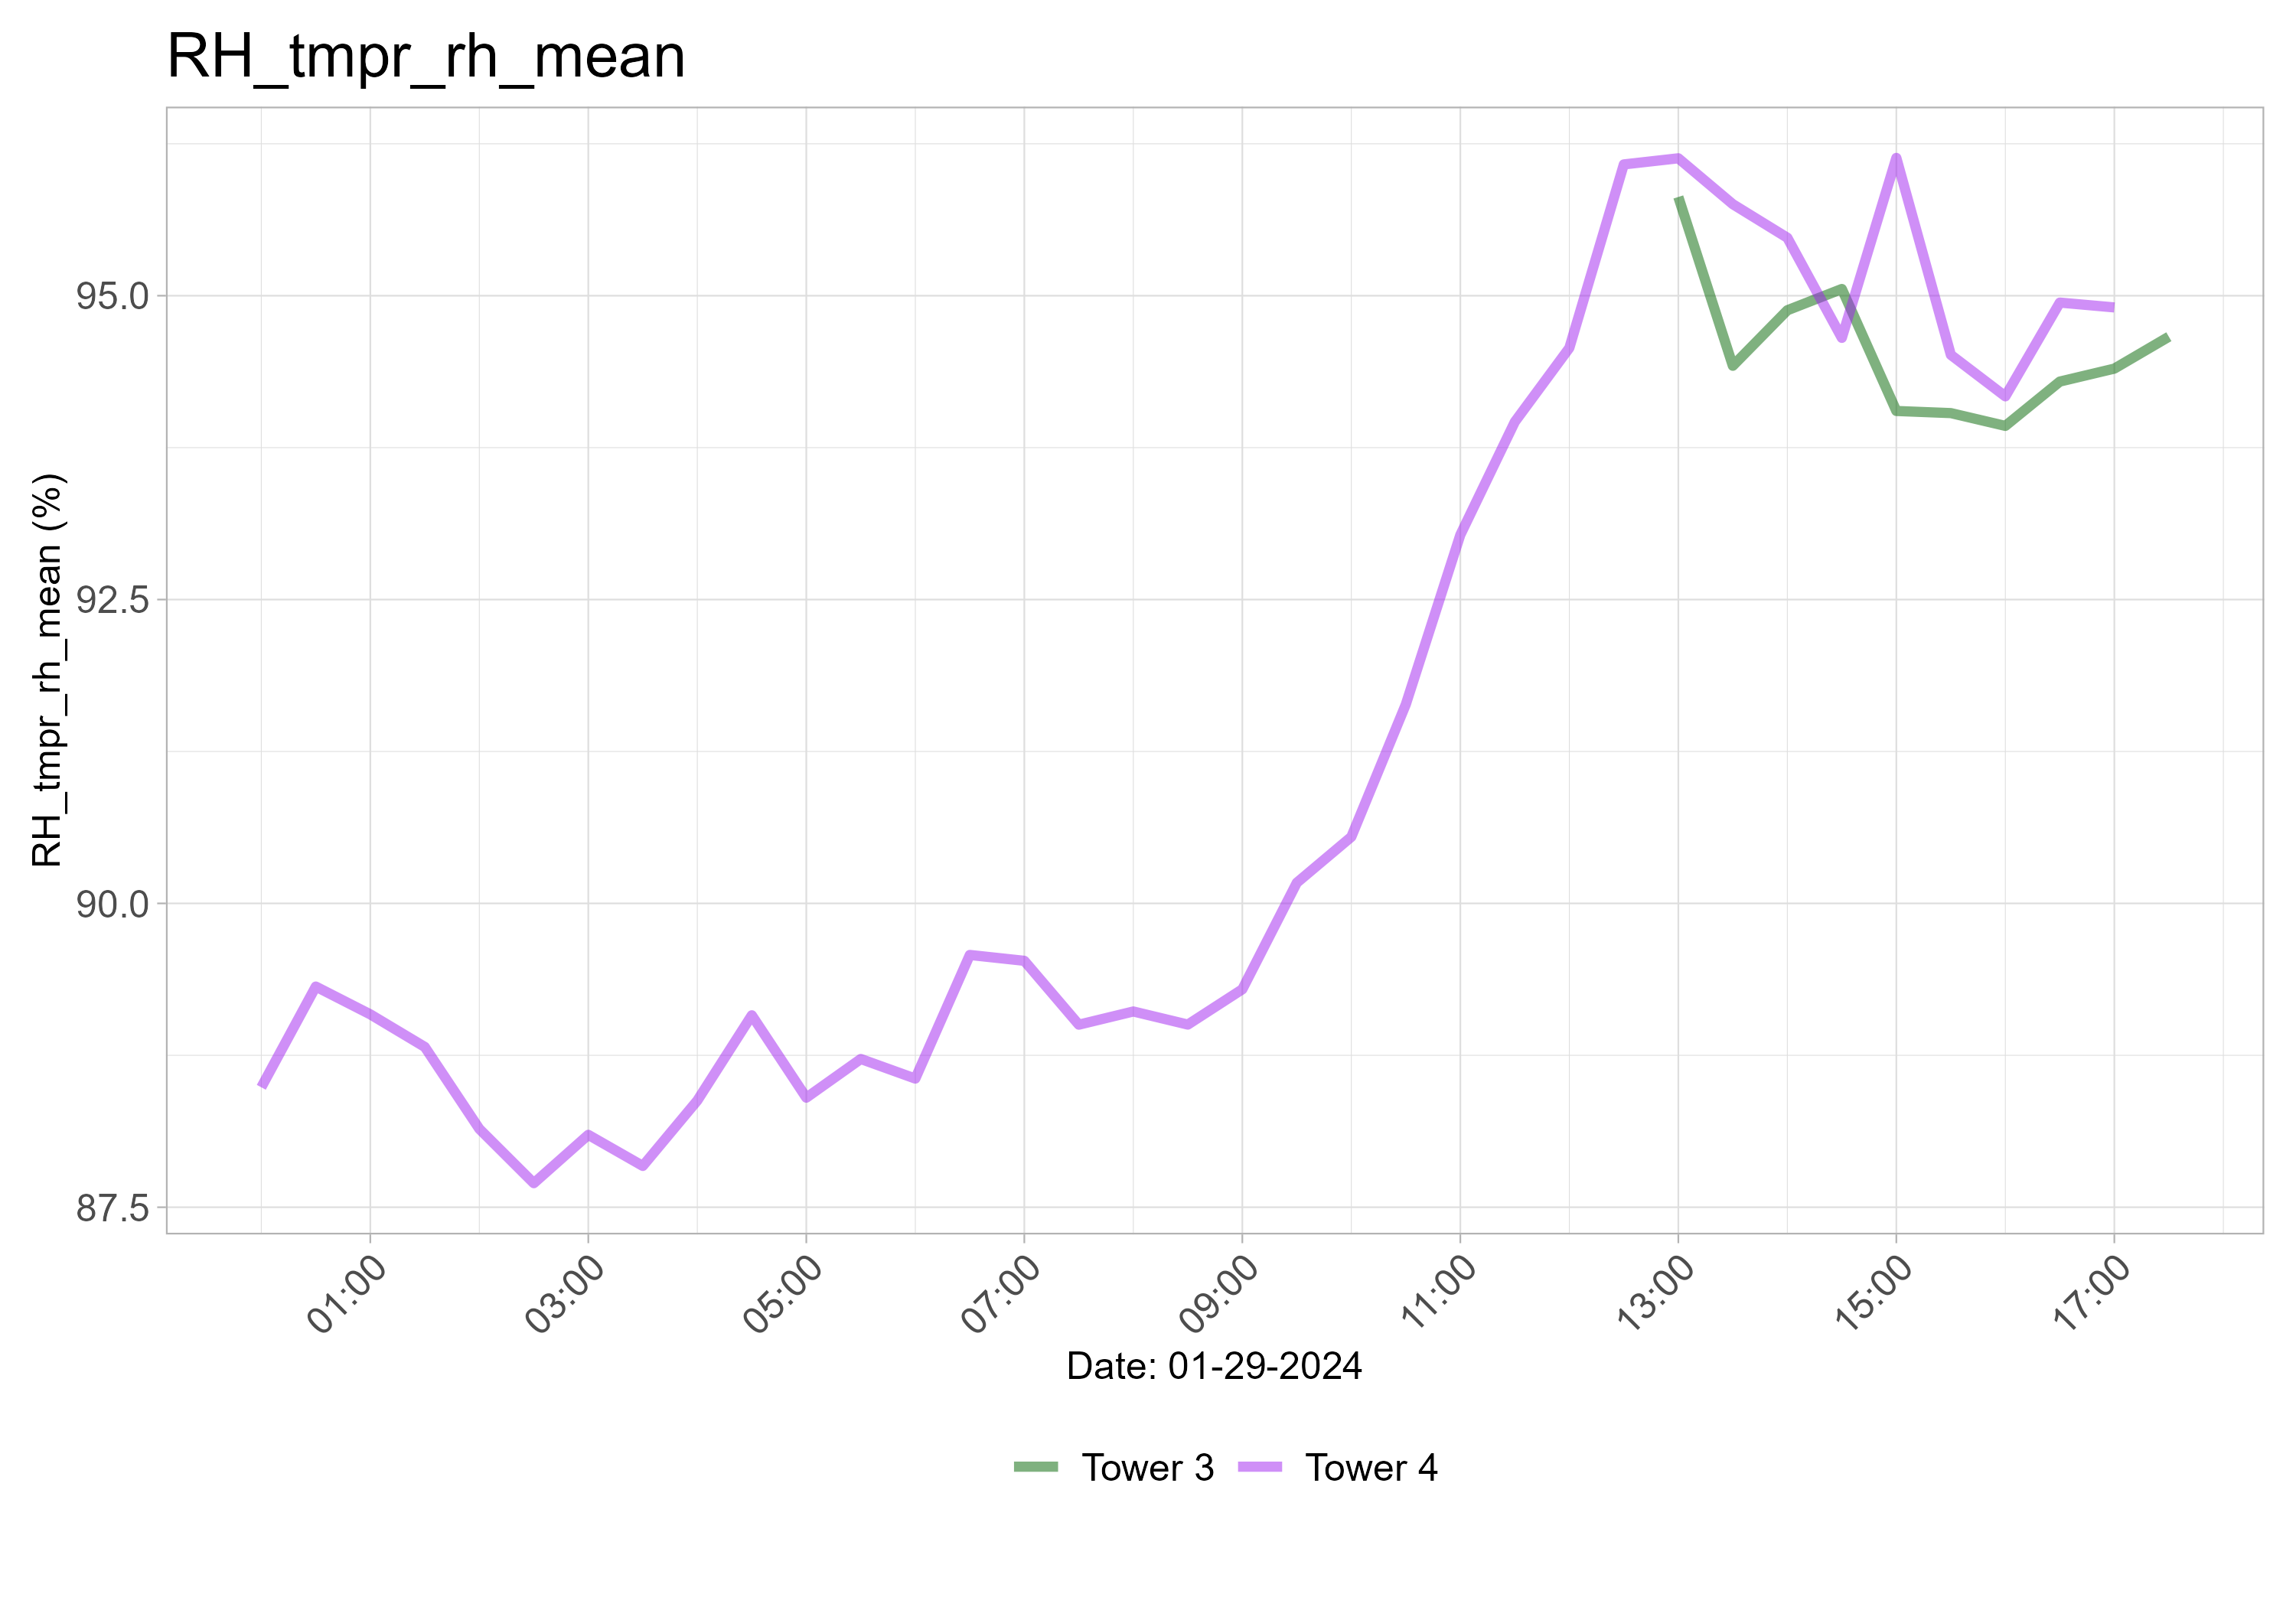 RH_tmpr_rh_mean
RH_tmpr_rh_mean (%)
95.0
92.5
90.0
87.5
01:00
03:00
05:00
07:00
09:00
11:00
13:00
15:00
17:00
Date: 01-29-2024
Tower 3
Tower 4